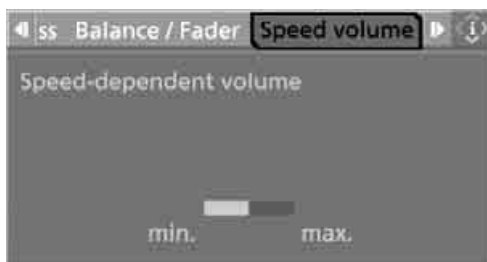 ss Balance / Fader Speed volume i
Speed-dependent volume
min. max.